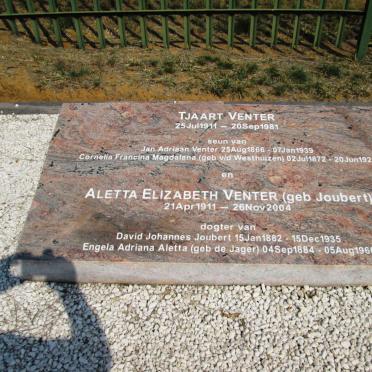 TJAART VENTER
25Jul1911 – 20Sep1981
seun van
Jan Adriaan Venter 25Aug1866 - 07Jan1939
Cornelia Francina Magdalena (geb v/d Westhuizen) 02Jul1872 - 20Jun192
en
ALETTA ELIZABETH VENTER (geb Joubert)
21Apr1911 – 26Nov2004
dogter van
David Johannes Joubert 15Jan1882 - 15Dec1935
Engela Adriana Aletta (geb de Jager) 04Sep1884 - 05Aug1966